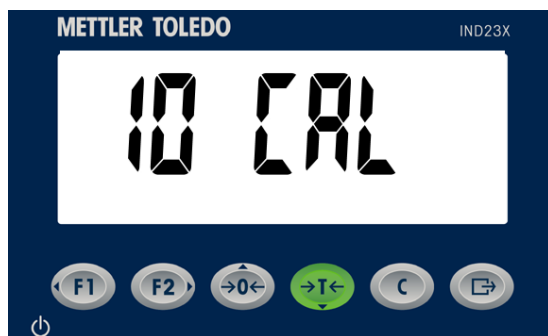 METTLER TOLEDO IND23X
10 CAL
F1 F2 →0← →T← C